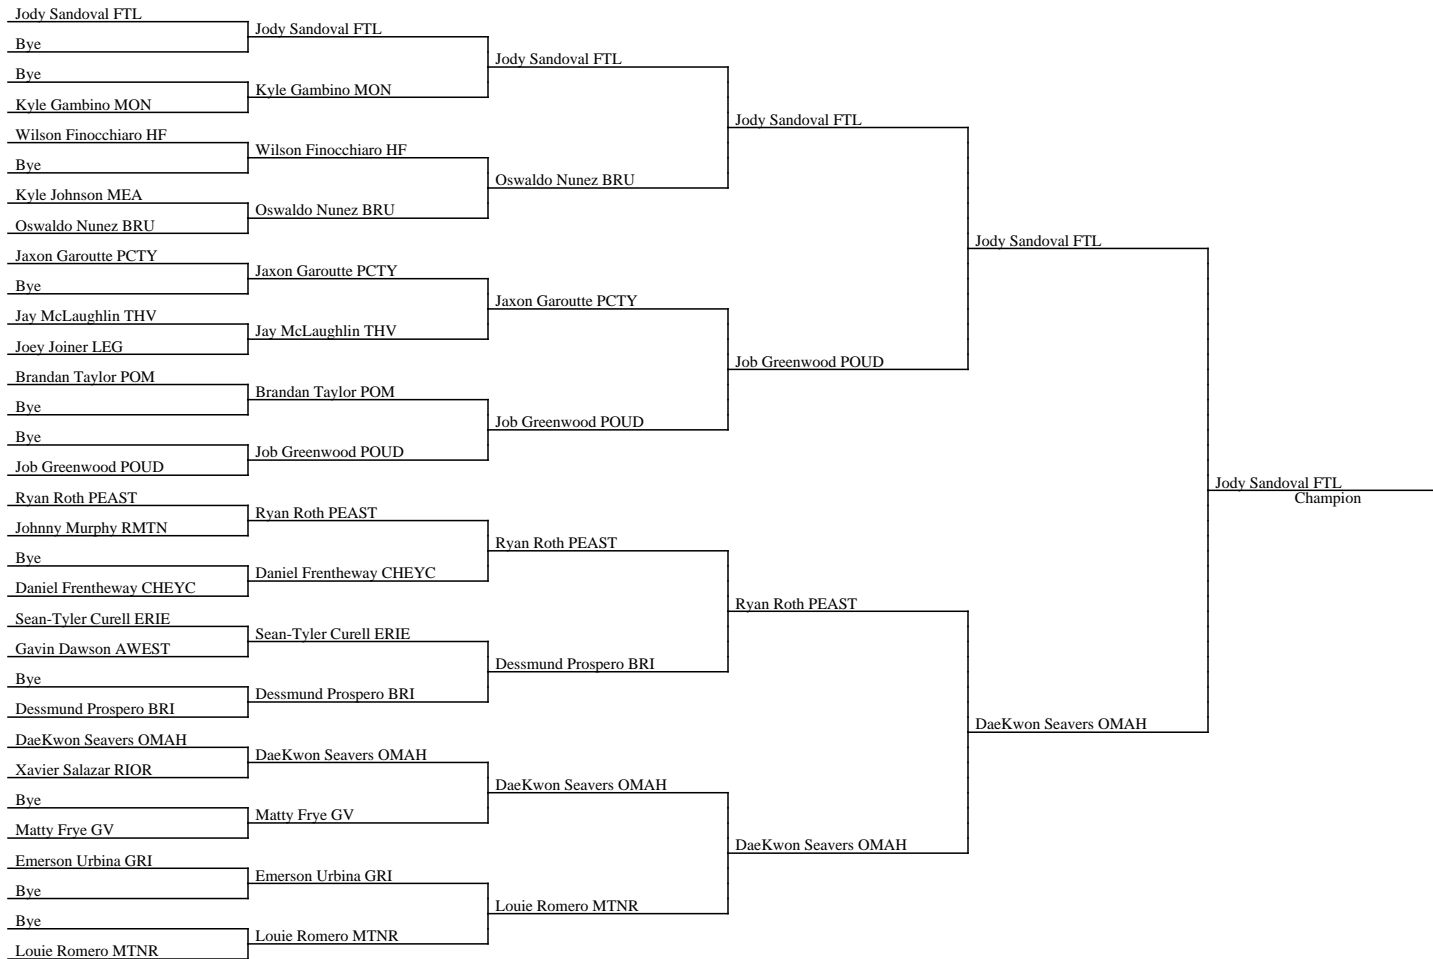 Jody Sandoval FTL
Bye
Bye
Kyle Gambino MON
Wilson Finocchiaro HF
Bye
Kyle Johnson MEA
Oswaldo Nunez BRU
Jaxon Garoutte PCTY
Bye
Jay McLaughlin THV
Joey Joiner LEG
Brandan Taylor POM
Bye
Bye
Job Greenwood POUD
Ryan Roth PEAST
Johnny Murphy RMTN
Bye
Daniel Frentheway CHEYC
Sean-Tyler Curell ERIE
Gavin Dawson AWEST
Bye
Dessmund Prospero BRI
DaeKwon Seavers OMAH
Xavier Salazar RIOR
Bye
Matty Frye GV
Emerson Urbina GRI
Bye
Bye
Louie Romero MTNR
Jody Sandoval FTL
Kyle Gambino MON
Wilson Finocchiaro HF
Oswaldo Nunez BRU
Jaxon Garoutte PCTY
Jay McLaughlin THV
Brandan Taylor POM
Job Greenwood POUD
Ryan Roth PEAST
Daniel Frentheway CHEYC
Sean-Tyler Curell ERIE
Dessmund Prospero BRI
DaeKwon Seavers OMAH
Matty Frye GV
Emerson Urbina GRI
Louie Romero MTNR
Jody Sandoval FTL
Oswaldo Nunez BRU
Jaxon Garoutte PCTY
Job Greenwood POUD
Ryan Roth PEAST
Dessmund Prospero BRI
DaeKwon Seavers OMAH
Louie Romero MTNR
Jody Sandoval FTL
Job Greenwood POUD
Ryan Roth PEAST
DaeKwon Seavers OMAH
Jody Sandoval FTL
DaeKwon Seavers OMAH
Jody Sandoval FTL
Champion